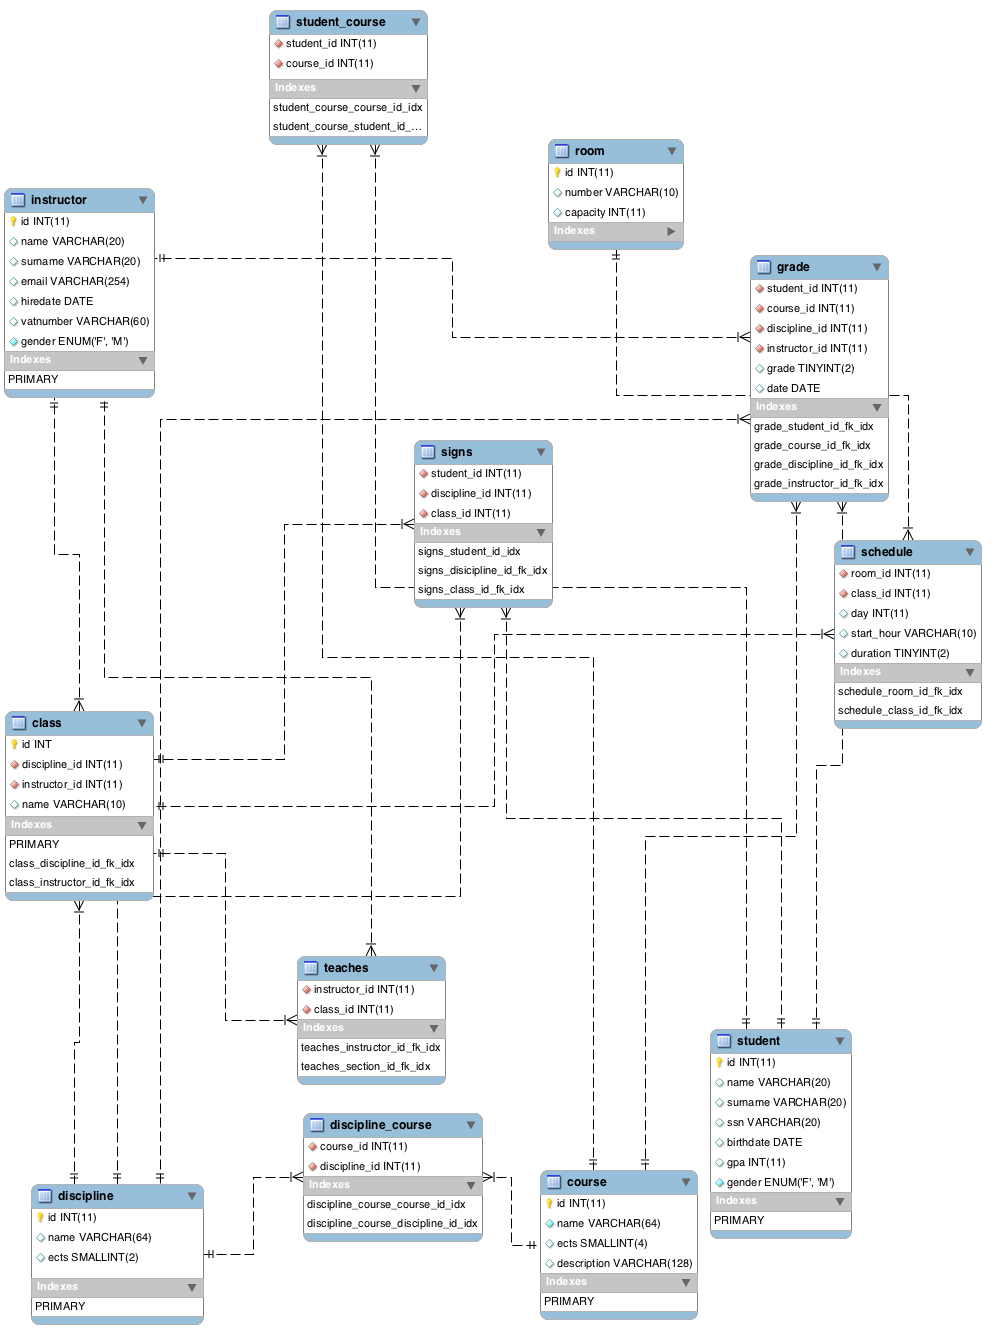 student_course
student_id INT(11)
course_id INT(11)
Indexes
student_course_course_id_idx
student_course_student_id_...
room
id INT(11)
number VARCHAR(10)
capacity INT(11)
Indexes
instructor
id INT(11)
name VARCHAR(20)
surname VARCHAR(20)
email VARCHAR(254)
hiredate DATE
vatnumber VARCHAR(60)
gender ENUM('F', 'M')
Indexes
PRIMARY
grade
student_id INT(11)
course_id INT(11)
discipline_id INT(11)
instructor_id INT(11)
grade TINYINT(2)
date DATE
Indexes
grade_student_id_fk_idx
grade_course_id_fk_idx
grade_discipline_id_fk_idx
grade_instructor_id_fk_idx
signs
student_id INT(11)
discipline_id INT(11)
class_id INT(11)
Indexes
signs_student_id_idx
signs_disicipline_id_fk_idx
signs_class_id_fk_idx
schedule
room_id INT(11)
class_id INT(11)
day INT(11)
start_hour VARCHAR(10)
duration TINYINT(2)
Indexes
schedule_room_id_fk_idx
schedule_class_id_fk_idx
class
id INT
discipline_id INT(11)
instructor_id INT(11)
name VARCHAR(10)
Indexes
PRIMARY
class_discipline_id_fk_idx
class_instructor_id_fk_idx
teaches
instructor_id INT(11)
class_id INT(11)
Indexes
teaches_instructor_id_fk_idx
teaches_section_id_fk_idx
student
id INT(11)
name VARCHAR(20)
surname VARCHAR(20)
ssn VARCHAR(20)
birthdate DATE
gpa INT(11)
gender ENUM('F', 'M')
Indexes
PRIMARY
discipline_course
course_id INT(11)
discipline_id INT(11)
Indexes
discipline_course_course_id_idx
discipline_course_discipline_id_idx
course
id INT(11)
name VARCHAR(64)
ects SMALLINT(4)
description VARCHAR(128)
Indexes
PRIMARY
discipline
id INT(11)
name VARCHAR(64)
ects SMALLINT(2)
Indexes
PRIMARY